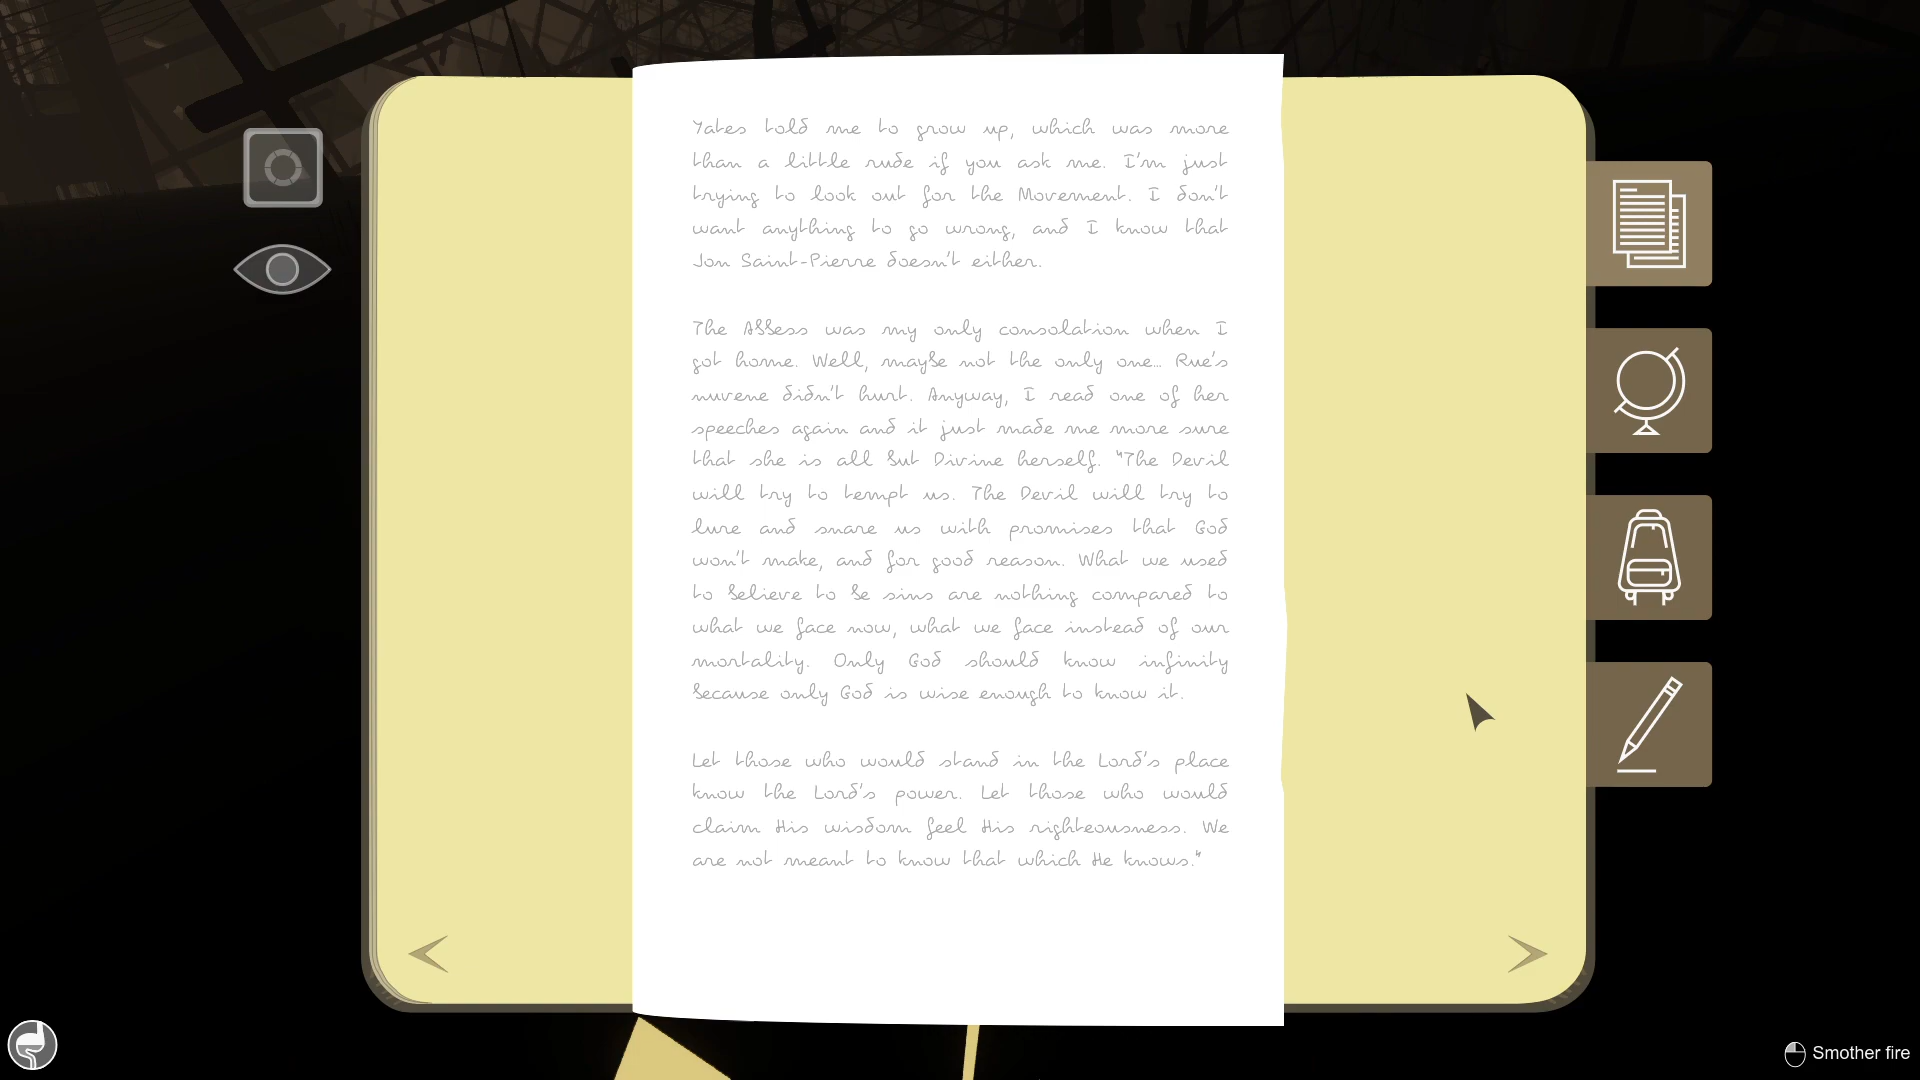 Yates told me to grow up, which was more
than a little rude if you ask me. I'm just
trying to look out for the Movement. I don't
want anything to go wrong, and I know that
Jon Saint-Pierre doesn't either.
The Abbess was my only consolation when I
got home. Well, maybe not the only one... Rue's
nuvene didn't hurt. Anyway, I read one of her
speeches again and it just made me more sure
that she is all but Divine herself. "The Devil
will try to tempt us. The Devil will try to
lure and snare us with promises that God
won't make, and for good reason. What we used
to believe to be sins are nothing compared to
what we face now, what we face instead of our
mortality. Only God should know infinity
because only God is wise enough to know it.
Let those who would stand in the Lord's place
know the Lord's power. Let those who would
claim His wisdom feel His righteousness. We
are not meant to know that which He knows."
Smother fire